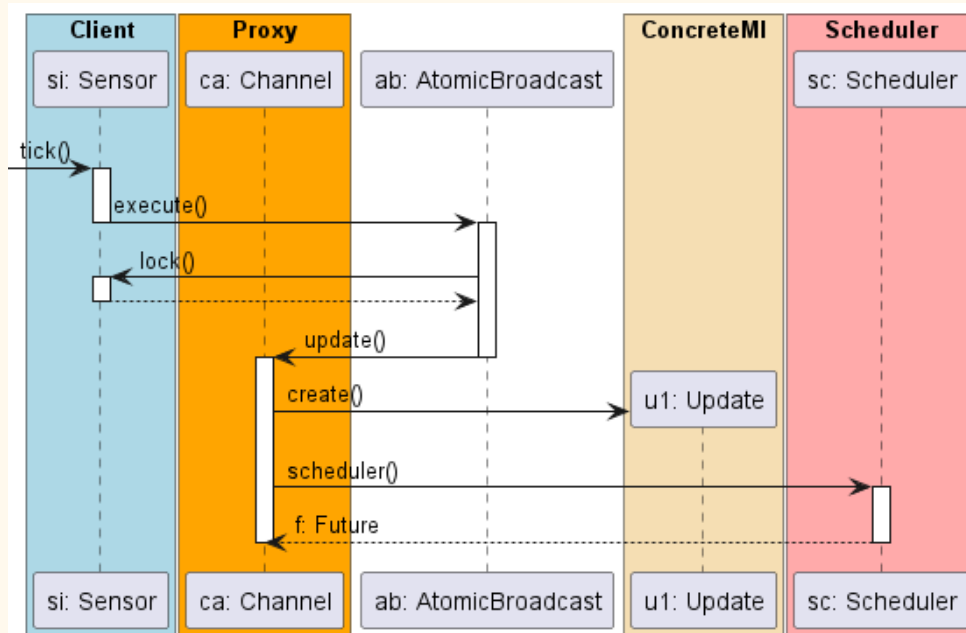 Client Proxy ConcreteMI Scheduler
si: Sensor ca: Channel ab: AtomicBroadcast sc: Scheduler
tick()
execute()
lock()
update()
create()
u1: Update
scheduler()
f: Future
si: Sensor ca: Channel ab: AtomicBroadcast u1: Update sc: Scheduler